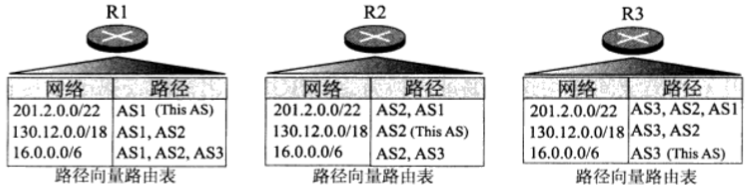 R1
网络 路径
201.2.0.0/22 AS1 (This AS)
130.12.0.0/18 AS1, AS2
16.0.0.0/6 AS1, AS2, AS3
路径向量路由表
R2
网络 路径
201.2.0.0/22 AS2, AS1
130.12.0.0/18 AS2 (This AS)
16.0.0.0/6 AS2, AS3
路径向量路由表
R3
网络 路径
201.2.0.0/22 AS3, AS2, AS1
130.12.0.0/18 AS3, AS2
16.0.0.0/6 AS3 (This AS)
路径向量路由表